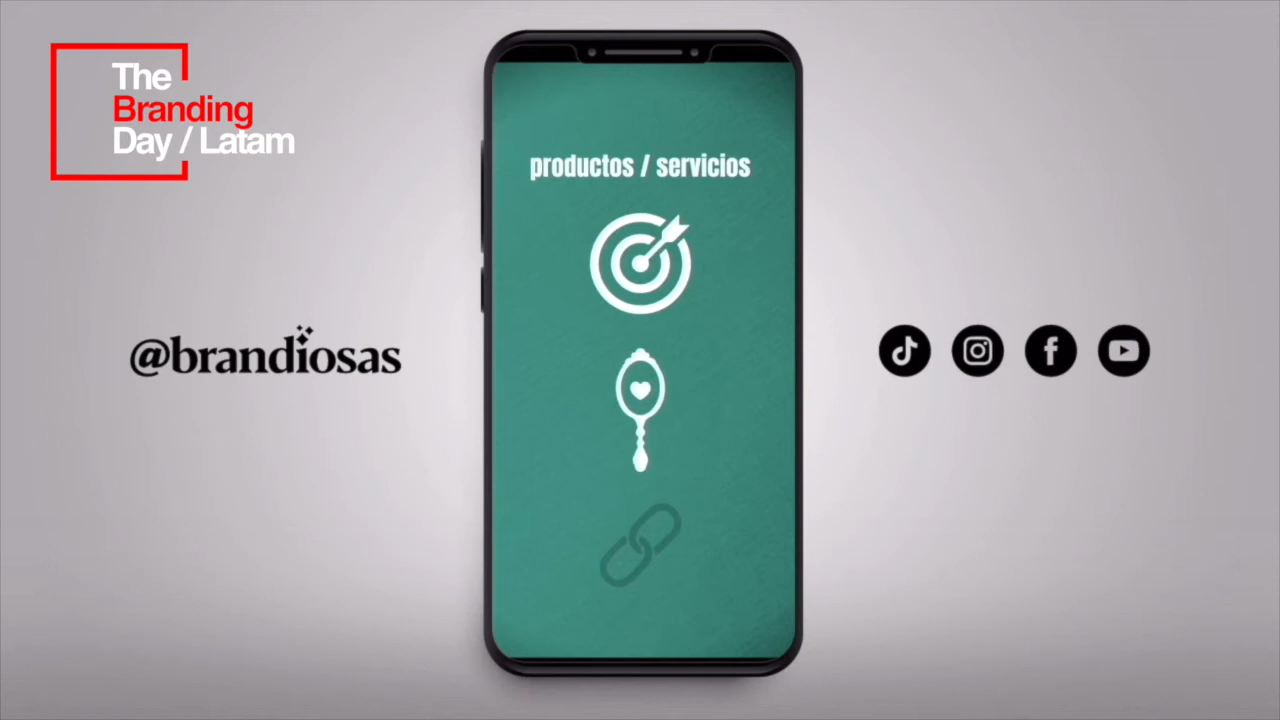 The
Branding
Day / Latam
productos / servicios
@brandiosas